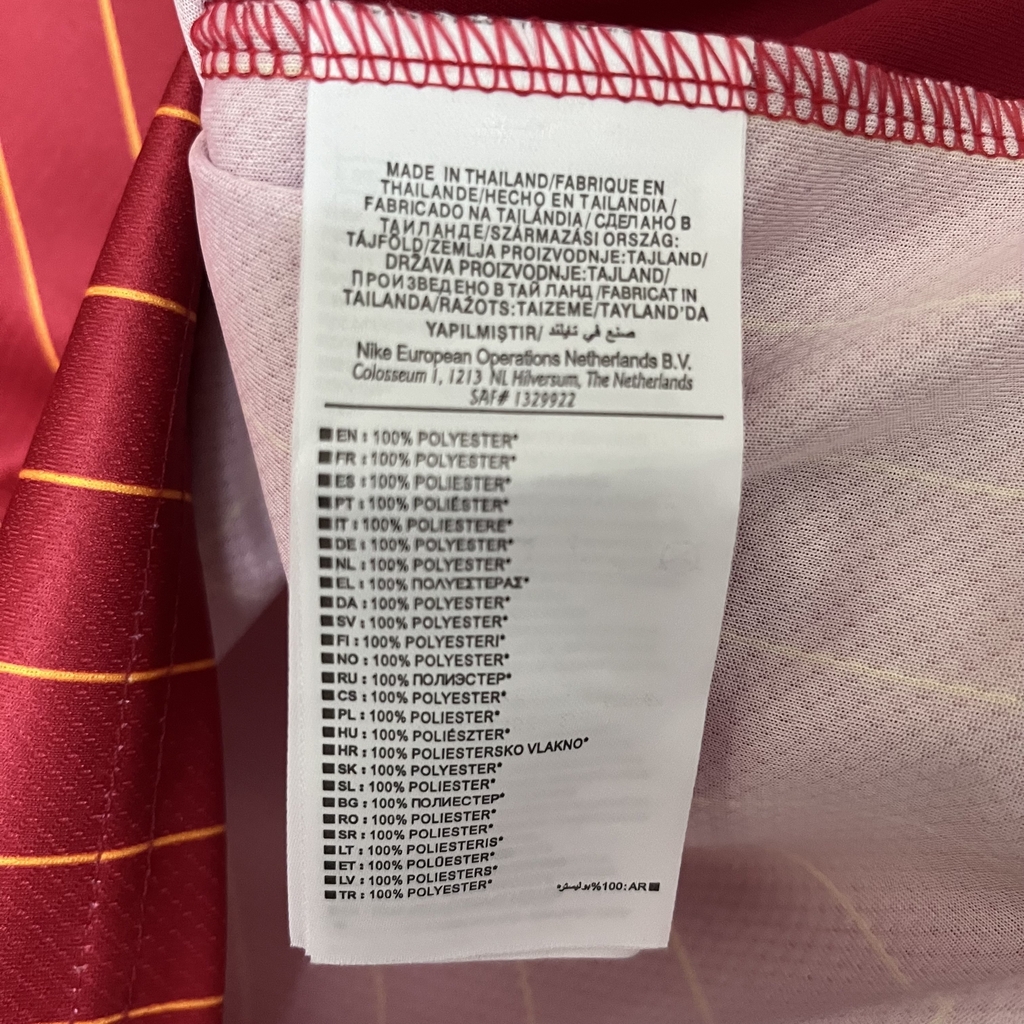 MADE IN THAILAND/FABRIQUE EN
THAILANDE/HECHO EN TAILANDIA/
FABRICADO NA TAILÂNDIA/СДЕЛАНО В
ТАИЛАНДЕ/SZÁRMAZÁSI ORSZÁG:
TÁJFÖLD/ZEMLJA PROIZVODNJE:TAJLAND/
DRŽAVA PROIZVODNJE:TAJLAND/
ПРОИЗВЕДЕНО В ТАЙЛАНД/FABRICAT IN
TAILANDA/RAŽOTS:TAIZEME/TAYLAND'DA
YAPILMIŞTIR/ صنع في تايلند
Nike European Operations Netherlands B.V.
Colosseum 1, 1213 NL Hilversum, The Netherlands
SAF# 1329922
EN : 100% POLYESTER*
FR : 100% POLYESTER*
ES : 100% POLIESTER*
PT : 100% POLIÉSTER*
IT : 100% POLIESTERE*
DE : 100% POLYESTER*
NL : 100% POLYESTER*
EL : 100% ΠΟΛΥΕΣΤΕΡΑΣ*
DA : 100% POLYESTER*
SV : 100% POLYESTER*
FI : 100% POLYESTERI*
NO : 100% POLYESTER*
RU : 100% ПОЛИЭСТЕР*
CS : 100% POLYESTER*
PL : 100% POLIESTER*
HU : 100% POLIÉSZTER*
HR : 100% POLIESTERSKO VLAKNO*
SK : 100% POLYESTER*
SL : 100% POLIESTER*
BG : 100% ПОЛИЕСТЕР*
RO : 100% POLIESTER*
SR : 100% POLIESTER*
LT : 100% POLIESTERIS*
ET : 100% POLÜESTER*
LV : 100% POLIESTERS*
TR : 100% POLYESTER*
AR:100% بوليستر*